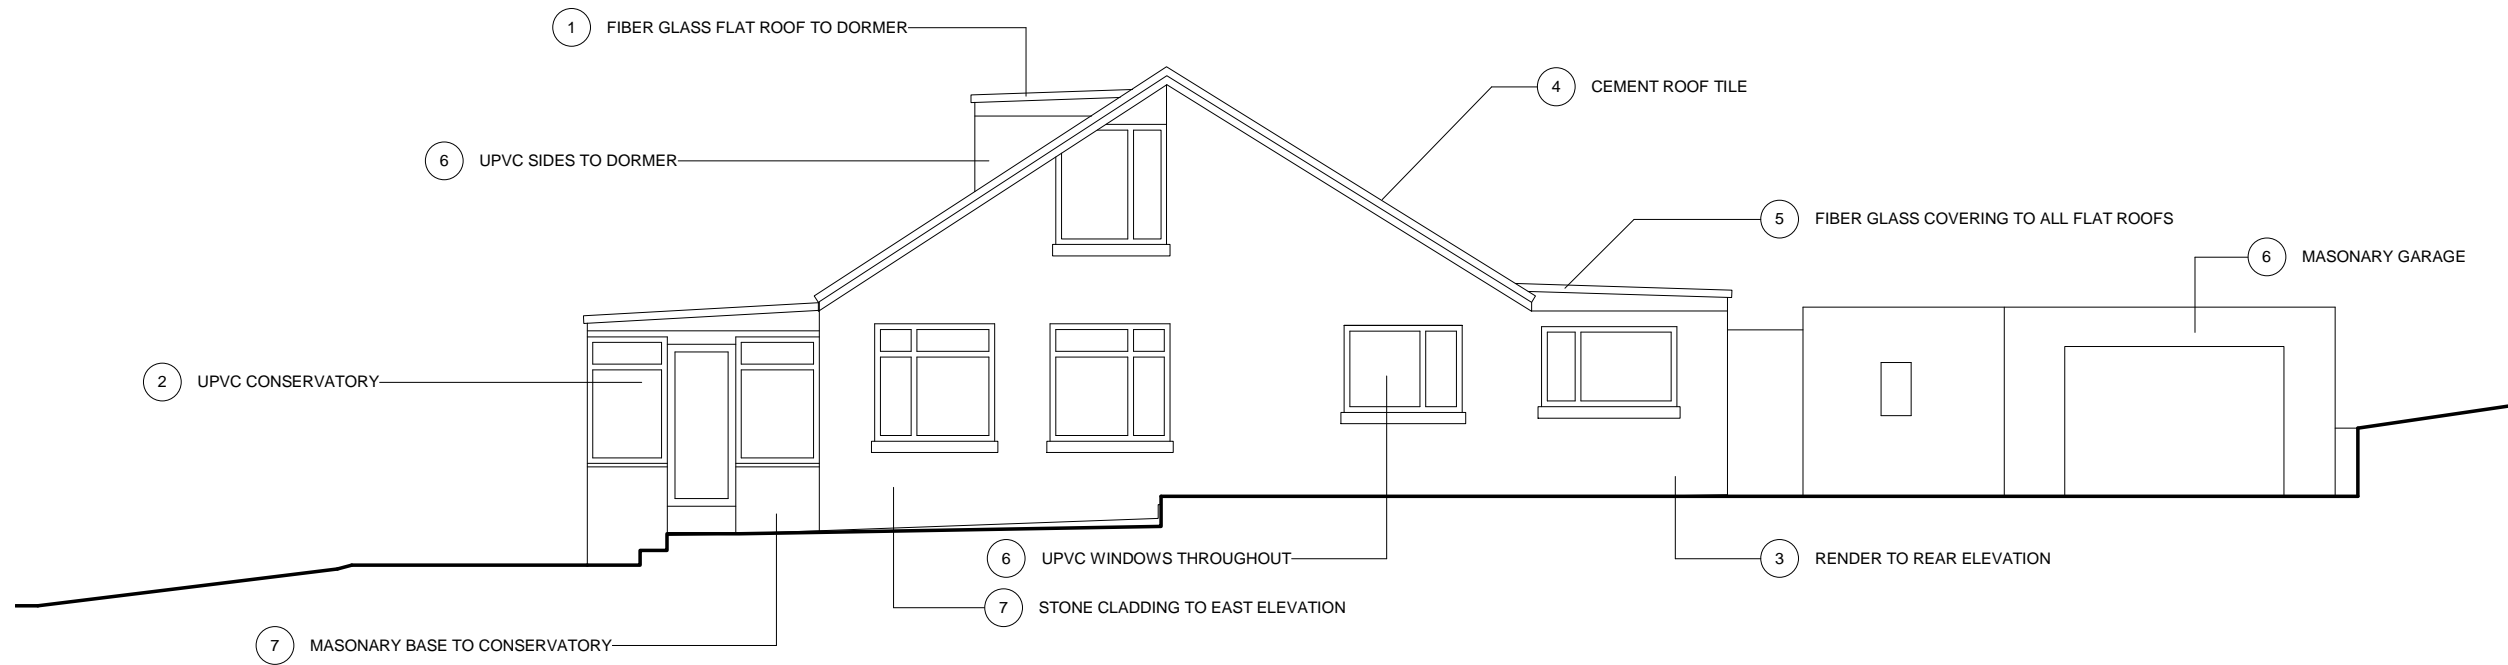 1 FIBER GLASS FLAT ROOF TO DORMER
4 CEMENT ROOF TILE
6 UPVC SIDES TO DORMER
5 FIBER GLASS COVERING TO ALL FLAT ROOFS
6 MASONARY GARAGE
2 UPVC CONSERVATORY
6 UPVC WINDOWS THROUGHOUT
3 RENDER TO REAR ELEVATION
7 STONE CLADDING TO EAST ELEVATION
7 MASONARY BASE TO CONSERVATORY